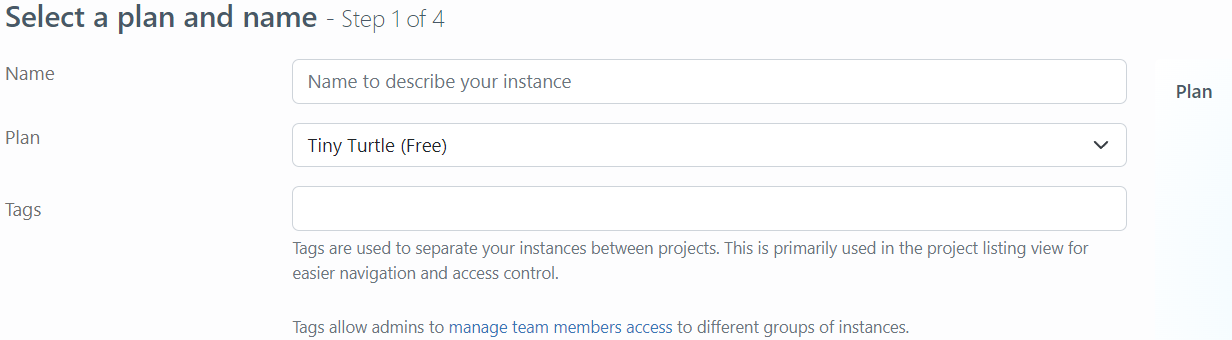 Select a plan and name - Step 1 of 4
Name
Name to describe your instance
Plan
Plan
Tiny Turtle (Free)
Tags
Tags are used to separate your instances between projects. This is primarily used in the project listing view for
easier navigation and access control.
Tags allow admins to manage team members access to different groups of instances.